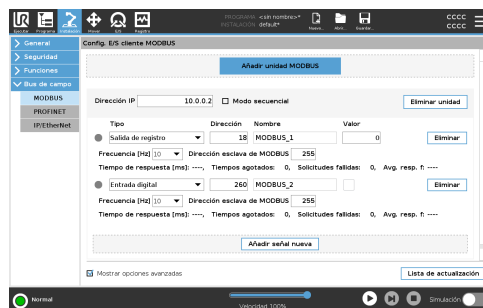 PROGRAMA <sin nombre>*
INSTALACIÓN default*
Ejecutar Programa Instalación Mover E/S Registro Nuevo... Abrir... Guardar...
CCCC
CCCC
General
Seguridad
Funciones
Bus de campo
MODBUS
PROFINET
IP/EtherNet
Config. E/S cliente MODBUS
Añadir unidad MODBUS
Dirección IP 10.0.0.2 Modo secuencial Eliminar unidad
Tipo Dirección Nombre Valor
Salida de registro 18 MODBUS_1 0 Eliminar
Frecuencia [Hz] 10 Dirección esclava de MODBUS 255
Tiempo de respuesta [ms]: ----, Tiempos agotados: 0, Solicitudes fallidas: 0, Avg. resp. f: ----
Entrada digital 260 MODBUS_2 Eliminar
Frecuencia [Hz] 10 Dirección esclava de MODBUS 255
Tiempo de respuesta [ms]: ----, Tiempos agotados: 0, Solicitudes fallidas: 0, Avg. resp. f: ----
Añadir señal nueva
Mostrar opciones avanzadas Lista de actualización
Normal Velocidad 100% Simulación